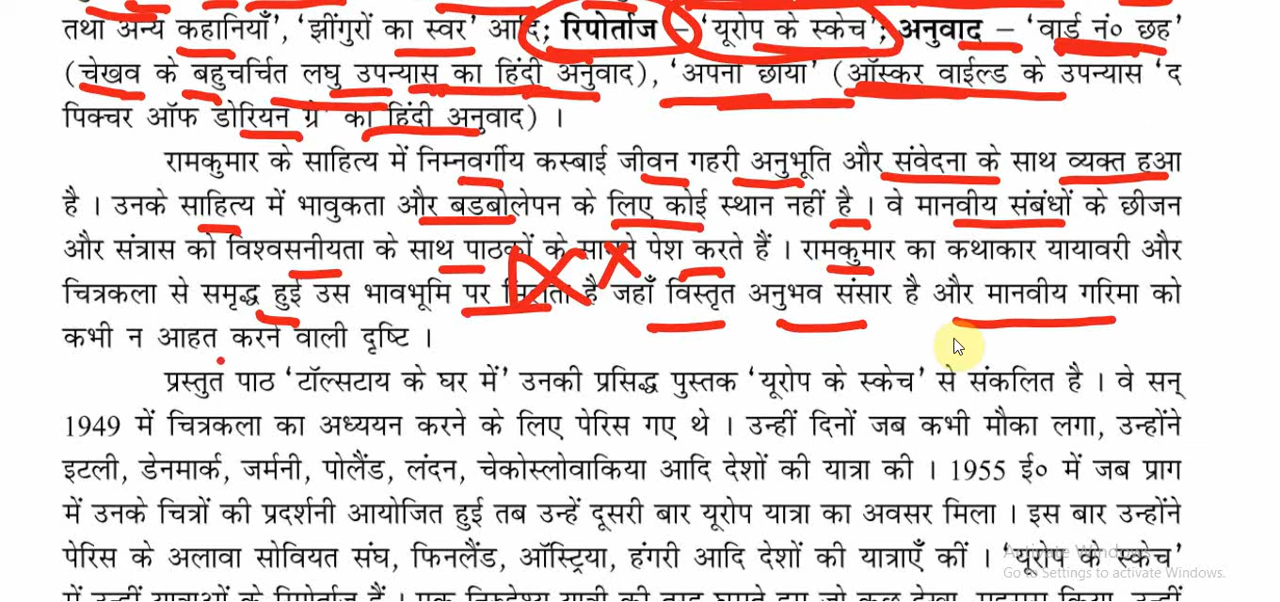 तथा अन्य कहानियाँ', 'झींगुरों का स्वर' आदि; रिपोर्ताज – 'यूरोप के स्केच'; अनुवाद – 'वार्ड नं० छह'
(चेखव के बहुचर्चित लघु उपन्यास का हिंदी अनुवाद), 'अपनी छाया' (ऑस्कर वाईल्ड के उपन्यास 'द
पिक्चर ऑफ डोरियन ग्रे' का हिंदी अनुवाद) ।
रामकुमार के साहित्य में निम्नवर्गीय कस्बाई जीवन गहरी अनुभूति और संवेदना के साथ व्यक्त हुआ
है । उनके साहित्य में भावुकता और बड़बोलेपन के लिए कोई स्थान नहीं है । वे मानवीय संबंधों के छीजन
और संत्रास को विश्वसनीयता के साथ पाठकों के सामने पेश करते हैं । रामकुमार का कथाकार यायावरी और
चित्रकला से समृद्ध हुई उस भावभूमि पर मिलता है जहाँ विस्तृत अनुभव संसार है और मानवीय गरिमा को
कभी न आहत करने वाली दृष्टि ।
प्रस्तुत पाठ 'टॉल्सटाय के घर में' उनकी प्रसिद्ध पुस्तक 'यूरोप के स्केच' से संकलित है । वे सन्
1949 में चित्रकला का अध्ययन करने के लिए पेरिस गए थे । उन्हीं दिनों जब कभी मौका लगा, उन्होंने
इटली, डेनमार्क, जर्मनी, पोलैंड, लंदन, चेकोस्लोवाकिया आदि देशों की यात्रा की । 1955 ई० में जब प्राग
में उनके चित्रों की प्रदर्शनी आयोजित हुई तब उन्हें दूसरी बार यूरोप यात्रा का अवसर मिला । इस बार उन्होंने
पेरिस के अलावा सोवियत संघ, फिनलैंड, ऑस्ट्रिया, हंगरी आदि देशों की यात्राएँ कीं । 'यूरोप के स्केच'
Activate Windows
Go to Settings to activate Windows.